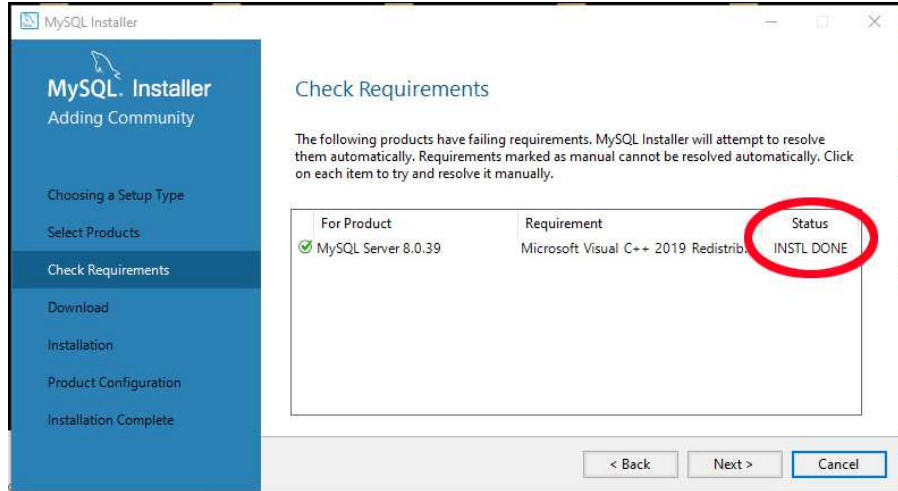 MySQL Installer
MySQL. Installer
Adding Community
Choosing a Setup Type
Select Products
Check Requirements
Download
Installation
Product Configuration
Installation Complete
Check Requirements
The following products have failing requirements. MySQL Installer will attempt to resolve
them automatically. Requirements marked as manual cannot be resolved automatically. Click
on each item to try and resolve it manually.
For Product Requirement Status
MySQL Server 8.0.39 Microsoft Visual C++ 2019 Redistrib... INSTL DONE
< Back Next > Cancel